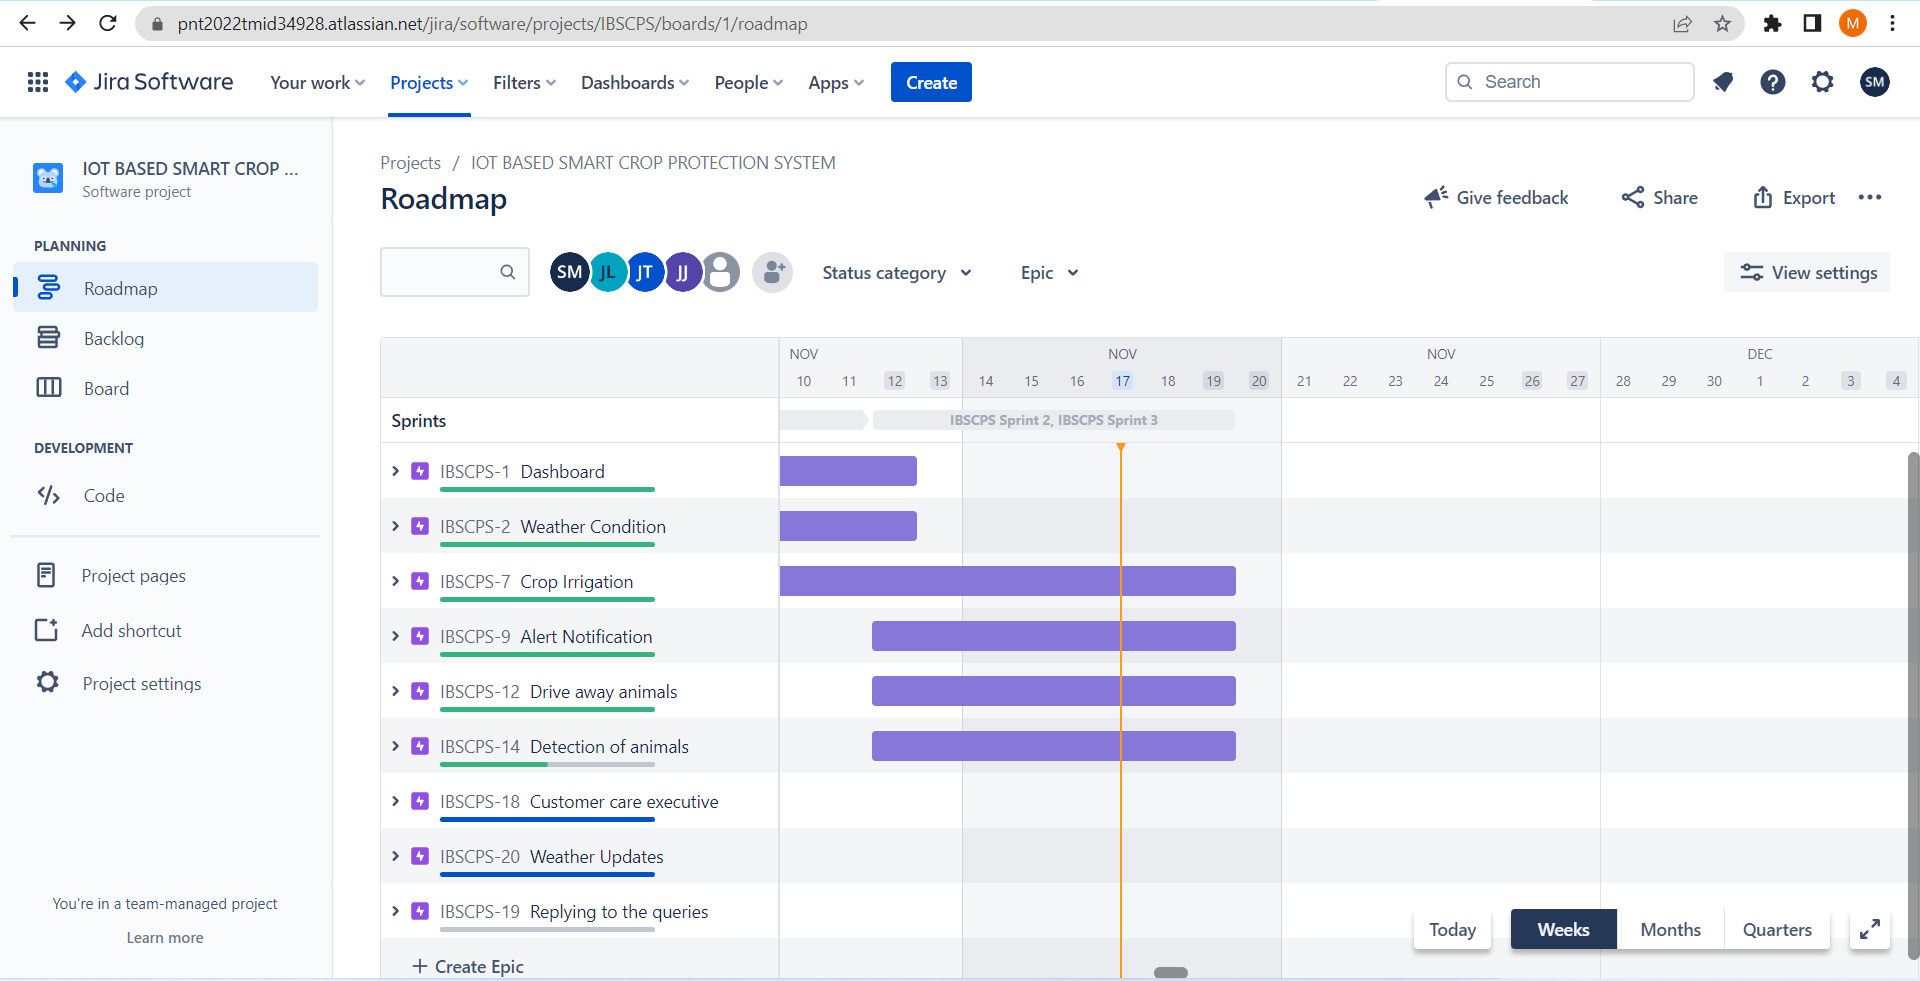 pnt2022tmid34928.atlassian.net/jira/software/projects/IBSCPS/boards/1/roadmap
M
Jira Software
Your work
Projects
Filters
Dashboards
People
Apps
Create
Search
SM
IOT BASED SMART CROP ...
Software project
PLANNING
Roadmap
Backlog
Board
DEVELOPMENT
Code
Project pages
Add shortcut
Project settings
You're in a team-managed project
Learn more
Projects / IOT BASED SMART CROP PROTECTION SYSTEM
Roadmap
Give feedback
Share
Export
SM JL JT JJ
Status category
Epic
View settings
NOV NOV NOV DEC
10 11 12 13 14 15 16 17 18 19 20 21 22 23 24 25 26 27 28 29 30 1 2 3 4
Sprints
IBSCPS Sprint 2, IBSCPS Sprint 3
IBSCPS-1 Dashboard
IBSCPS-2 Weather Condition
IBSCPS-7 Crop Irrigation
IBSCPS-9 Alert Notification
IBSCPS-12 Drive away animals
IBSCPS-14 Detection of animals
IBSCPS-18 Customer care executive
IBSCPS-20 Weather Updates
IBSCPS-19 Replying to the queries
+ Create Epic
Today
Weeks
Months
Quarters